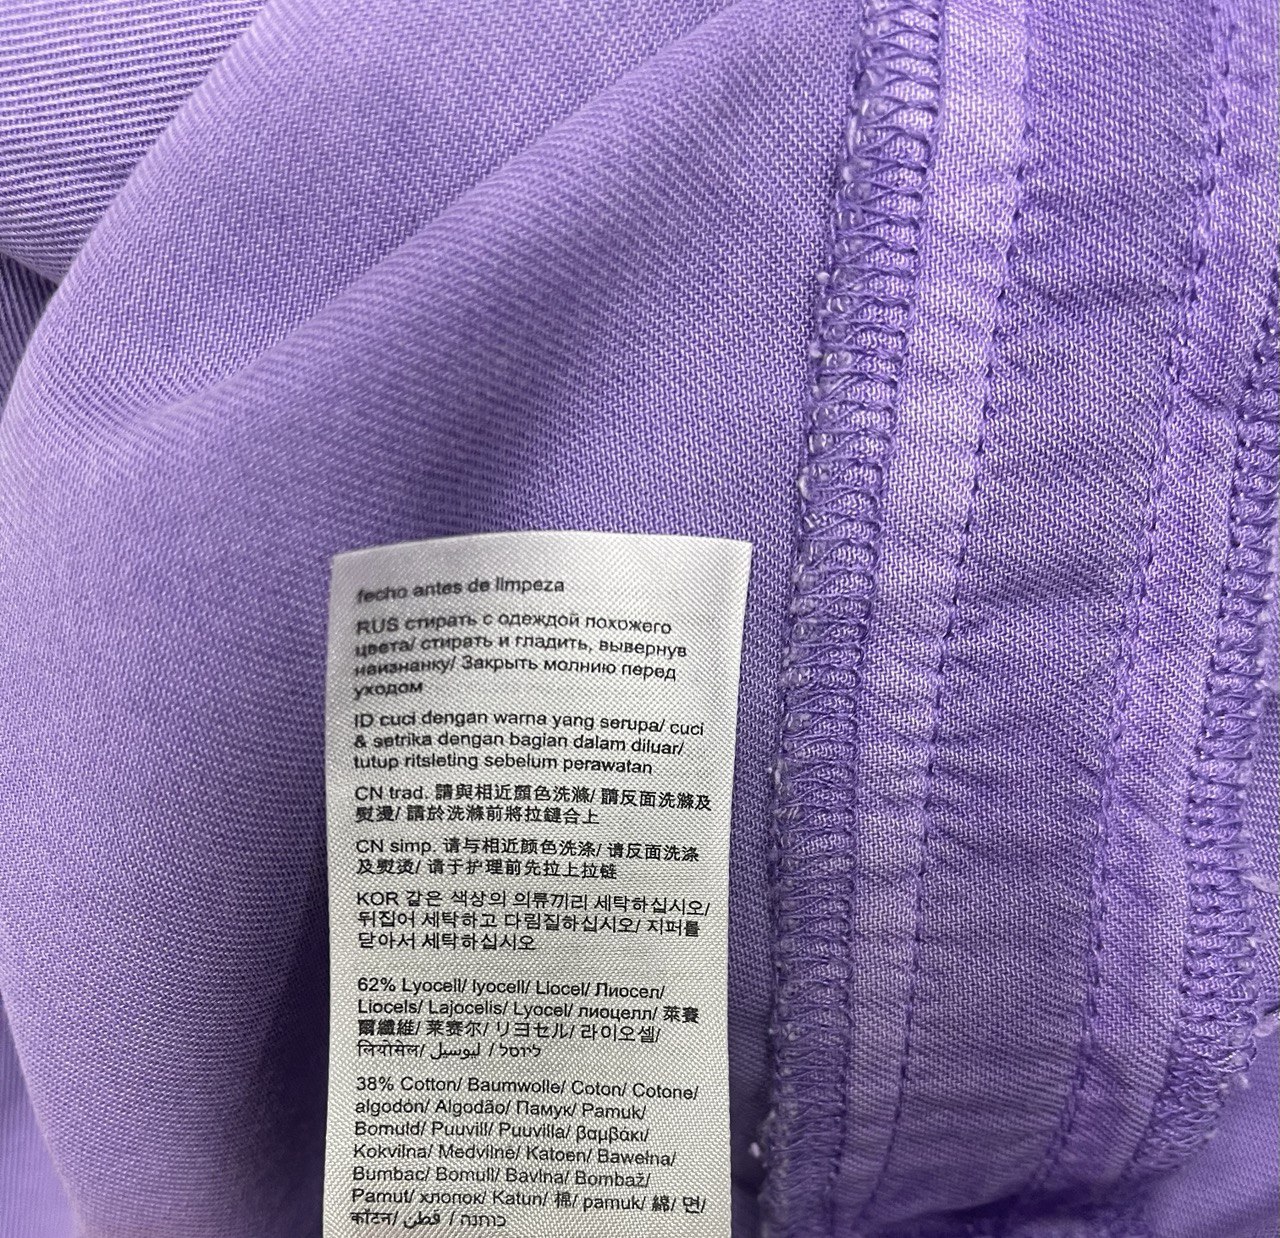 fecho antes de limpeza
RUS стирать с одеждой похожего
цвета/ стирать и гладить, вывернув
наизнанку/ Закрыть молнию перед
уходом
ID cuci dengan warna yang serupa/ cuci
& setrika dengan bagian dalam diluar/
tutup ritsleting sebelum perawatan
CN trad. 請與相近顏色洗滌/ 請反面洗滌及
熨燙/ 請於洗滌前將拉鏈合上
CN simp. 请与相近颜色洗涤/ 请反面洗涤
及熨烫/ 请于护理前先拉上拉链
KOR 같은 색상의 의류끼리 세탁하십시오/
뒤집어 세탁하고 다림질하십시오/ 지퍼를
닫아서 세탁하십시오
62% Lyocell/ lyocell/ Liocel/ Лиосел/
Liocels/ Lajocelis/ Lyocel/ лиоцелл/ 萊賽
爾纖維/ 莱赛尔/ リヨセル/ 라이오셀/
लियोसेल/ ليوسيل / ליוסל
38% Cotton/ Baumwolle/ Coton/ Cotone/
algodón/ Algodão/ Памук/ Pamuk/
Bomuld/ Puuvill/ Puuvilla/ βαμβάκι/
Kokvilna/ Medvilnė/ Katoen/ Bawełna/
Bumbac/ Bomull/ Bavlna/ Bombaž/
Pamut/ хлопок/ Katun/ 棉/ pamuk/ 綿/ 면/
कॉटन/ قطن / כותנה